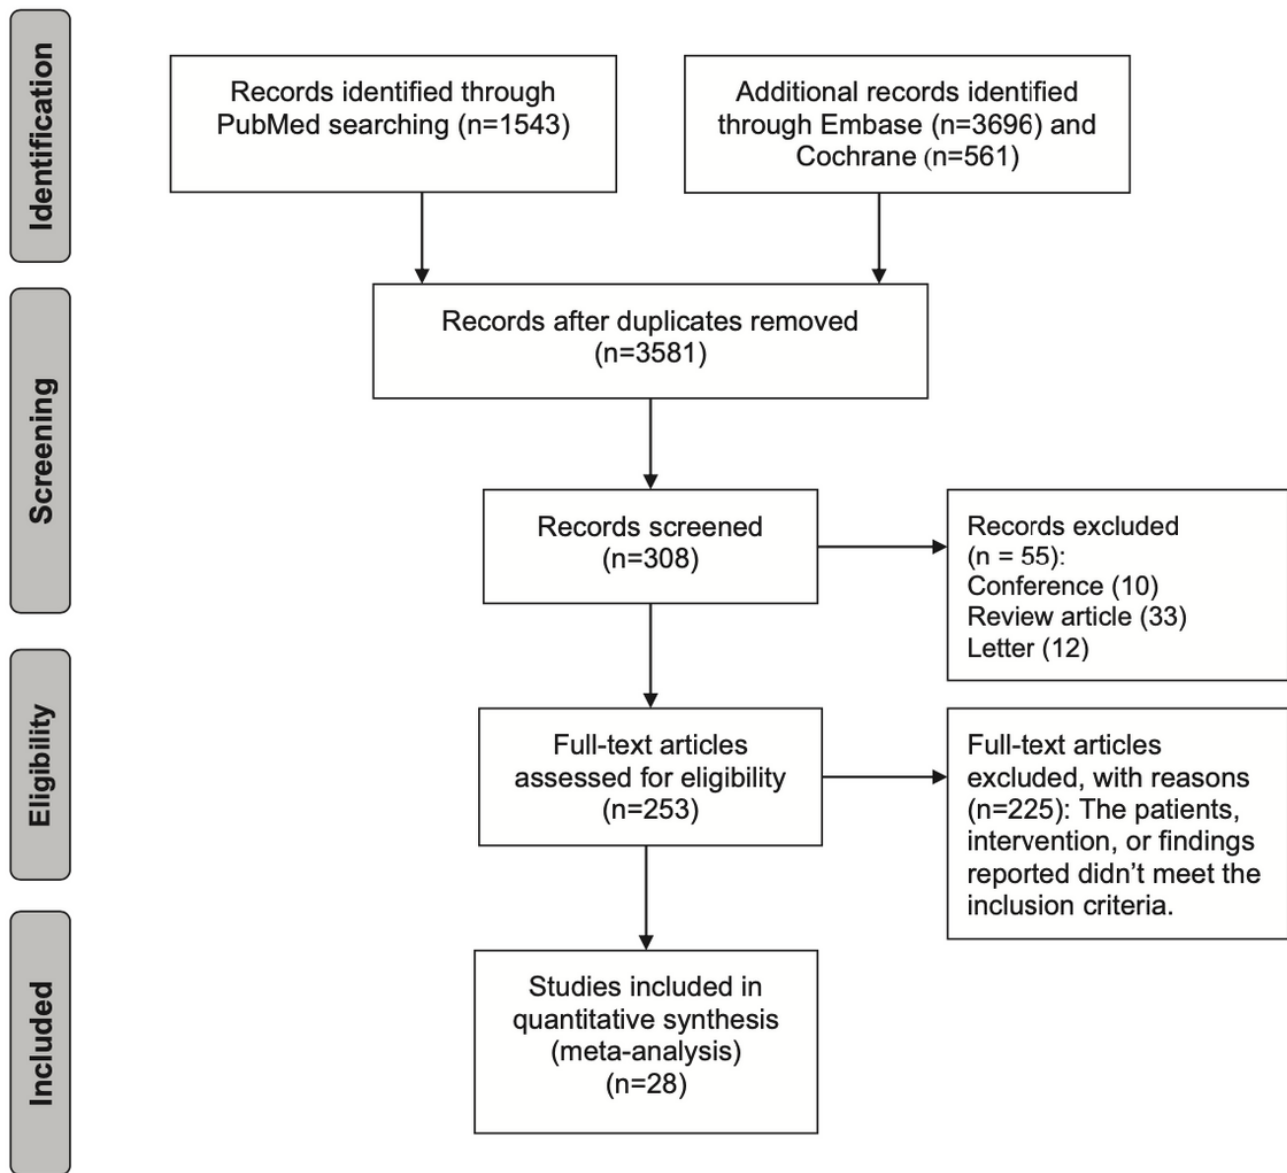 Identification
Records identified through
PubMed searching (n=1543)
Additional records identified
through Embase (n=3696) and
Cochrane (n=561)
Screening
Records after duplicates removed
(n=3581)
Records screened
(n=308)
Records excluded
(n = 55):
Conference (10)
Review article (33)
Letter (12)
Eligibility
Full-text articles
assessed for eligibility
(n=253)
Full-text articles
excluded, with reasons
(n=225): The patients,
intervention, or findings
reported didn’t meet the
inclusion criteria.
Included
Studies included in
quantitative synthesis
(meta-analysis)
(n=28)